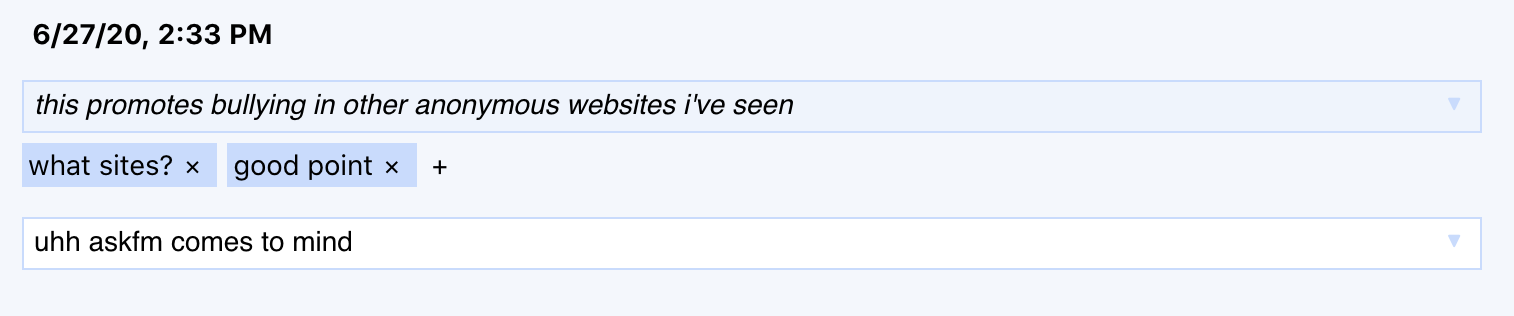 6/27/20, 2:33 PM
this promotes bullying in other anonymous websites i've seen ▼
what sites? × good point × +
uhh askfm comes to mind ▼